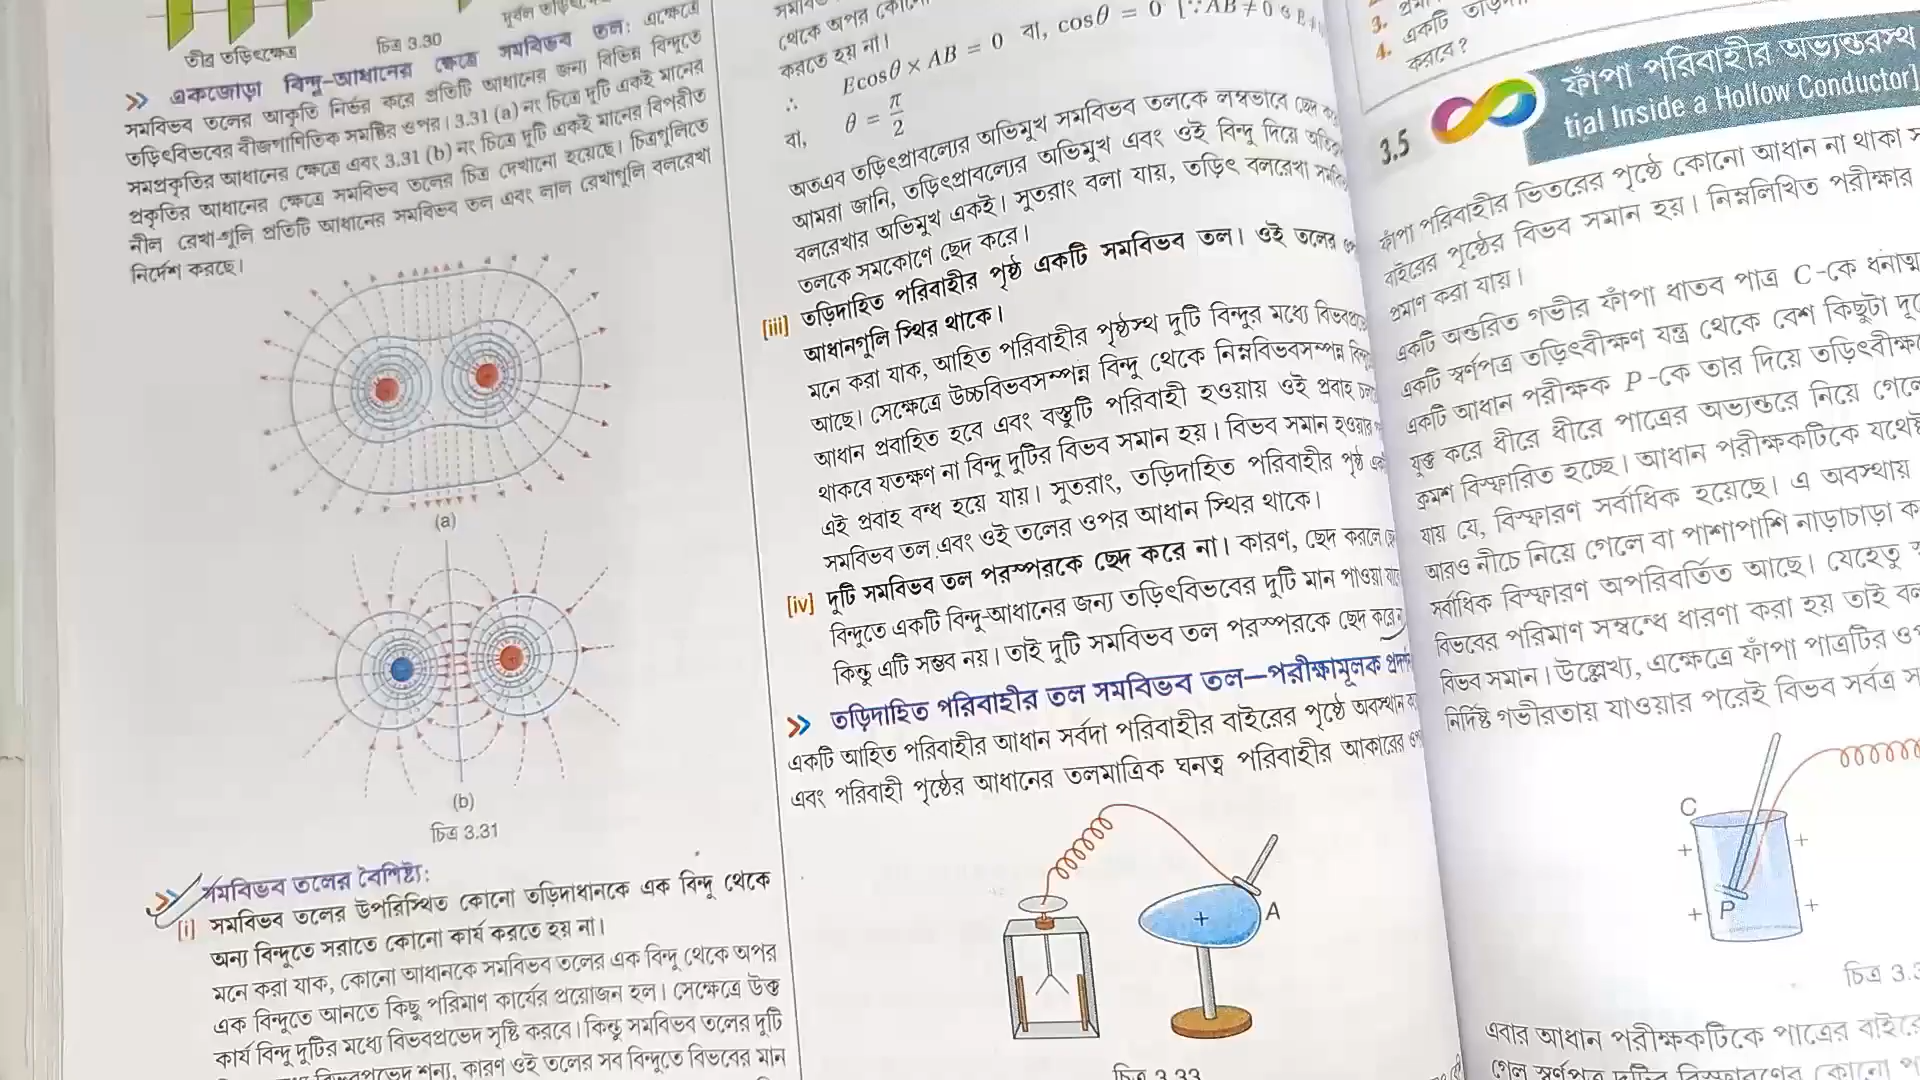 তীব্র তড়িৎক্ষেত্র
চিত্র 3.30
একজোড়া বিন্দু-আধানের ক্ষেত্রে সমবিভব তল: এক্ষেত্রে
সমবিভব তলের আকৃতি নির্ভর করে প্রতিটি আধানের জন্য বিভিন্ন বিন্দুতে
তড়িৎবিভবের বীজগাণিতিক সমষ্টির ওপর। 3.31 (a) নং চিত্রে দুটি একই মানের
সমপ্রকৃতির আধানের ক্ষেত্রে এবং 3.31 (b) নং চিত্রে দুটি একই মানের বিপরীত
প্রকৃতির আধানের ক্ষেত্রে সমবিভব তলের চিত্র দেখানো হয়েছে। চিত্রগুলিতে
নীল রেখা-গুলি প্রতিটি আধানের সমবিভব তল এবং লাল রেখাগুলি বলরেখা
নির্দেশ করছে।
(a)
(b)
চিত্র 3.31
সমবিভব তলের বৈশিষ্ট্য:
[i] সমবিভব তলের উপরিস্থিত কোনো তড়িদাধানকে এক বিন্দু থেকে
অন্য বিন্দুতে সরাতে কোনো কার্য করতে হয় না।
মনে করা যাক, কোনো আধানকে সমবিভব তলের এক বিন্দু থেকে অপর
এক বিন্দুতে আনতে কিছু পরিমাণ কার্যের প্রয়োজন হল। সেক্ষেত্রে উক্ত
কার্য বিন্দু দুটির মধ্যে বিভবপ্রভেদ সৃষ্টি করবে। কিন্তু সমবিভব তলের দুটি
বিভবপ্রভেদ শূন্য, কারণ ওই তলের সব বিন্দুতে বিভবের মান
থেকে অপর
করতে হয় না।
∴ Ecosθ × AB = 0 বা, cosθ = 0
বা, θ = π/2
অতএব তড়িৎপ্রাবল্যের অভিমুখ সমবিভব তলকে লম্বভাবে ছেদ
আমরা জানি, তড়িৎপ্রাবল্যের অভিমুখ এবং ওই বিন্দু দিয়ে
বলরেখার অভিমুখ একই। সুতরাং বলা যায়, তড়িৎ বলরেখা
তলকে সমকোণে ছেদ করে।
[iii] তড়িদাহিত পরিবাহীর পৃষ্ঠ একটি সমবিভব তল। ওই তলের
আধানগুলি স্থির থাকে।
মনে করা যাক, আহিত পরিবাহীর পৃষ্ঠস্থ দুটি বিন্দুর মধ্যে
আছে। সেক্ষেত্রে উচ্চবিভবসম্পন্ন বিন্দু থেকে নিম্নবিভবসম্পন্ন
আধান প্রবাহিত হবে এবং বস্তুটি পরিবাহী হওয়ায় ওই প্রবাহ
থাকবে যতক্ষণ না বিন্দু দুটির বিভব সমান হয়। বিভব সমান হওয়ার
এই প্রবাহ বন্ধ হয়ে যায়। সুতরাং, তড়িদাহিত পরিবাহীর পৃষ্ঠ
সমবিভব তল এবং ওই তলের ওপর আধান স্থির থাকে।
[iv] দুটি সমবিভব তল পরস্পরকে ছেদ করে না। কারণ, ছেদ করলে
বিন্দুতে একটি বিন্দু-আধানের জন্য তড়িৎবিভবের দুটি মান পাওয়া
কিন্তু এটি সম্ভব নয়। তাই দুটি সমবিভব তল পরস্পরকে ছেদ করে
তড়িদাহিত পরিবাহীর তল সমবিভব তল—পরীক্ষামূলক
একটি আহিত পরিবাহীর আধান সর্বদা পরিবাহীর বাইরের পৃষ্ঠে অবস্থান
এবং পরিবাহী পৃষ্ঠের আধানের তলমাত্রিক ঘনত্ব পরিবাহীর আকারের
+
A
চিত্র 3.33
3.
4. একটি
করবে?
3.5 ফাঁপা পরিবাহীর অভ্যন্তরস্থ
tial Inside a Hollow Conductor]
ফাঁপা পরিবাহীর ভিতরের পৃষ্ঠে কোনো আধান না থাকা
বাইরের পৃষ্ঠের বিভব সমান হয়। নিম্নলিখিত পরীক্ষার
প্রমাণ করা যায়।
একটি অন্তরিত গভীর ফাঁপা ধাতব পাত্র C-কে
একটি স্বর্ণপত্র তড়িৎবীক্ষণ যন্ত্র থেকে বেশ কিছুটা
একটি আধান পরীক্ষক P-কে তার দিয়ে
যুক্ত করে ধীরে ধীরে পাত্রের অভ্যন্তরে নিয়ে গেলে
ক্রমশ বিস্ফারিত হচ্ছে। আধান পরীক্ষকটিকে
যায় যে, বিস্ফারণ সর্বাধিক হয়েছে। এ অবস্থায়
আরও নীচে নিয়ে গেলে বা পাশাপাশি নাড়াচাড়া
সর্বাধিক বিস্ফারণ অপরিবর্তিত আছে। যেহেতু
বিভবের পরিমাণ সম্বন্ধে ধারণা করা হয় তাই
বিভব সমান। উল্লেখ্য, এক্ষেত্রে ফাঁপা পাত্রটির
নির্দিষ্ট গভীরতায় যাওয়ার পরেই বিভব সর্বত্র
C
+ +
+ P +
চিত্র
এবার আধান পরীক্ষকটিকে পাত্রের